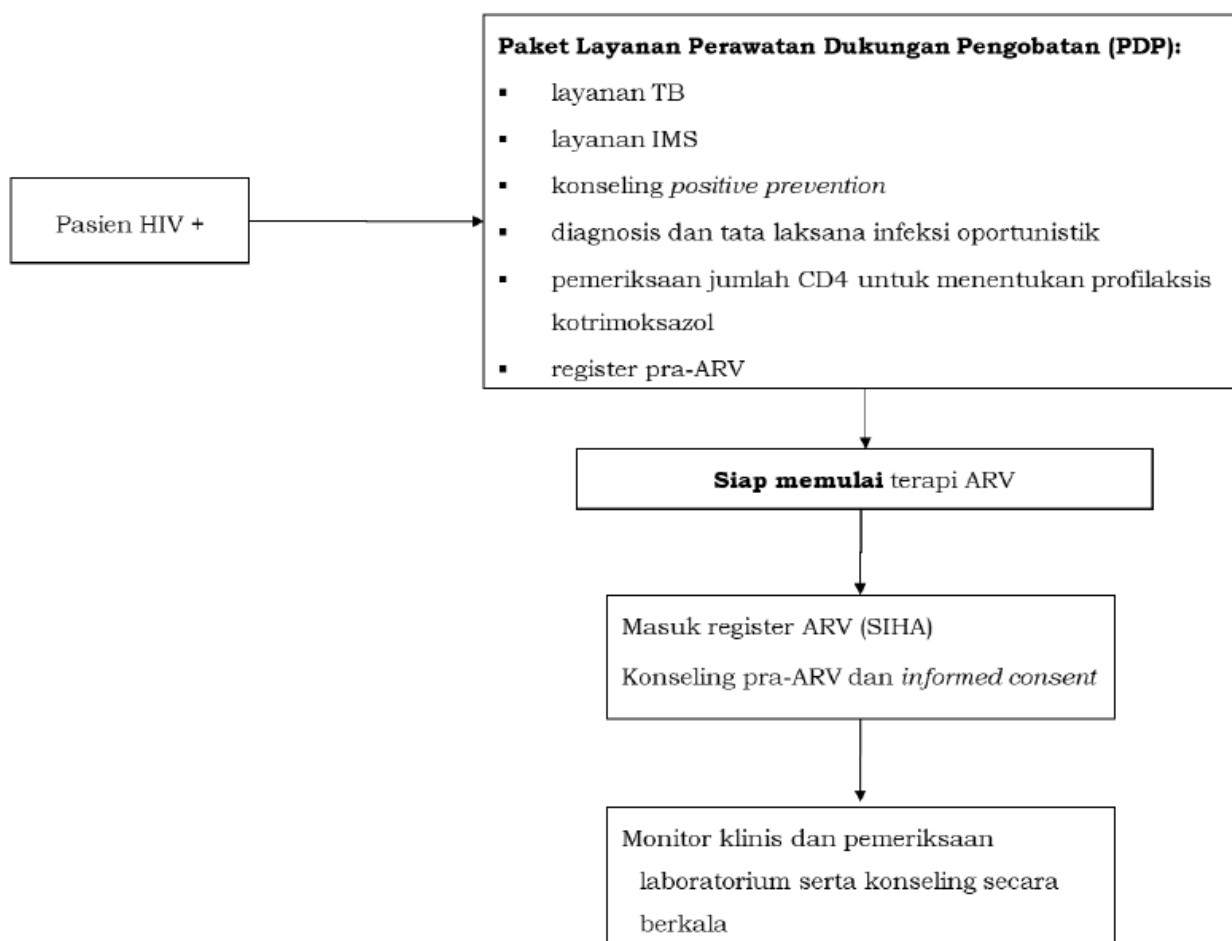 Paket Layanan Perawatan Dukungan Pengobatan (PDP):
▪ layanan TB
▪ layanan IMS
▪ konseling positive prevention
▪ diagnosis dan tata laksana infeksi oportunistik
▪ pemeriksaan jumlah CD4 untuk menentukan profilaksis
kotrimoksazol
▪ register pra-ARV
Pasien HIV +
Siap memulai terapi ARV
Masuk register ARV (SIHA)
Konseling pra-ARV dan informed consent
Monitor klinis dan pemeriksaan
laboratorium serta konseling secara
berkala